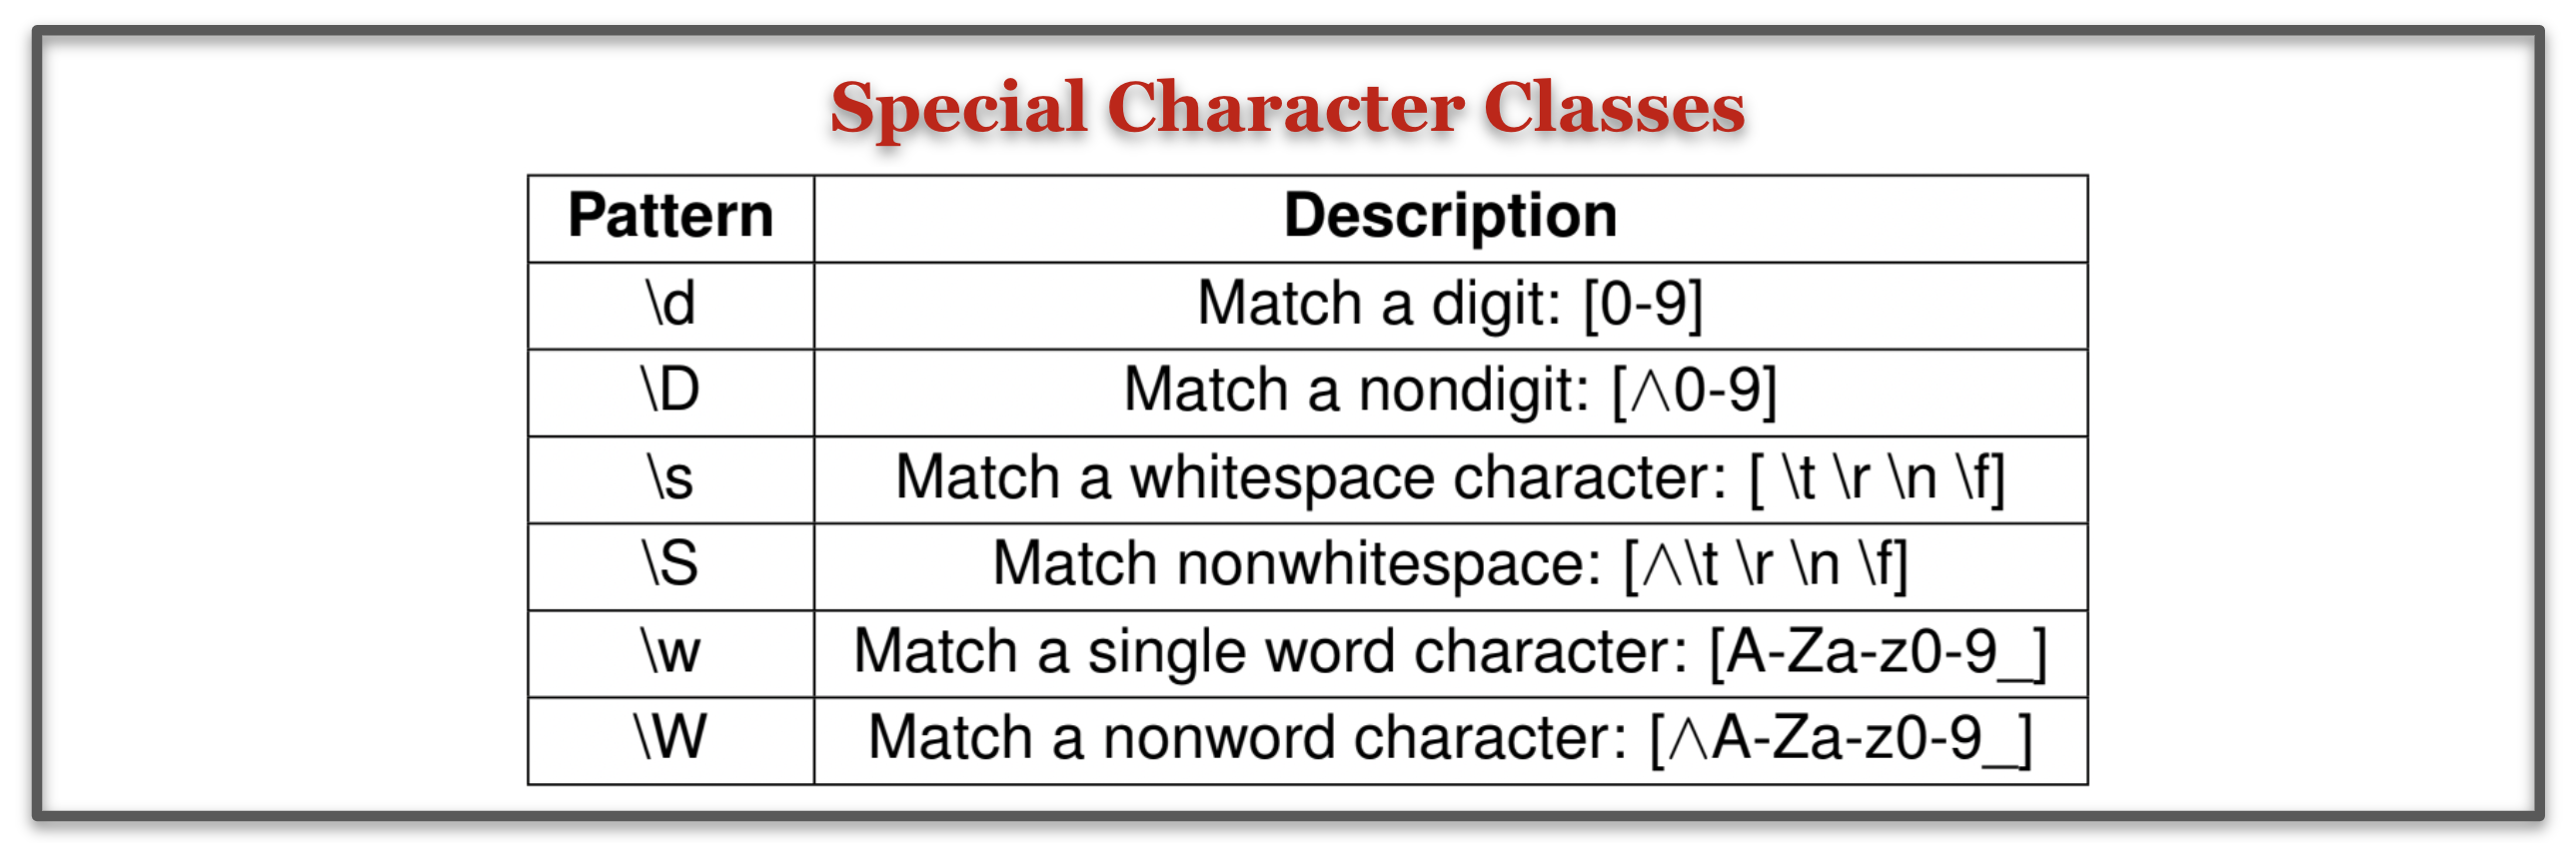 Special Character Classes
Pattern Description
\d Match a digit: [0-9]
\D Match a nondigit: [∧0-9]
\s Match a whitespace character: [ \t \r \n \f]
\S Match nonwhitespace: [∧\t \r \n \f]
\w Match a single word character: [A-Za-z0-9_]
\W Match a nonword character: [∧A-Za-z0-9_]